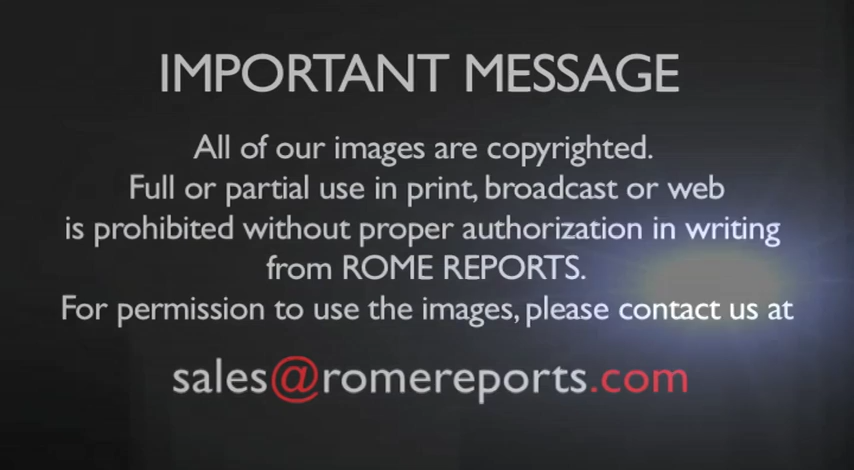 IMPORTANT MESSAGE
All of our images are copyrighted.
Full or partial use in print, broadcast or web
is prohibited without proper authorization in writing
from ROME REPORTS.
For permission to use the images, please contact us at
sales@romereports.com